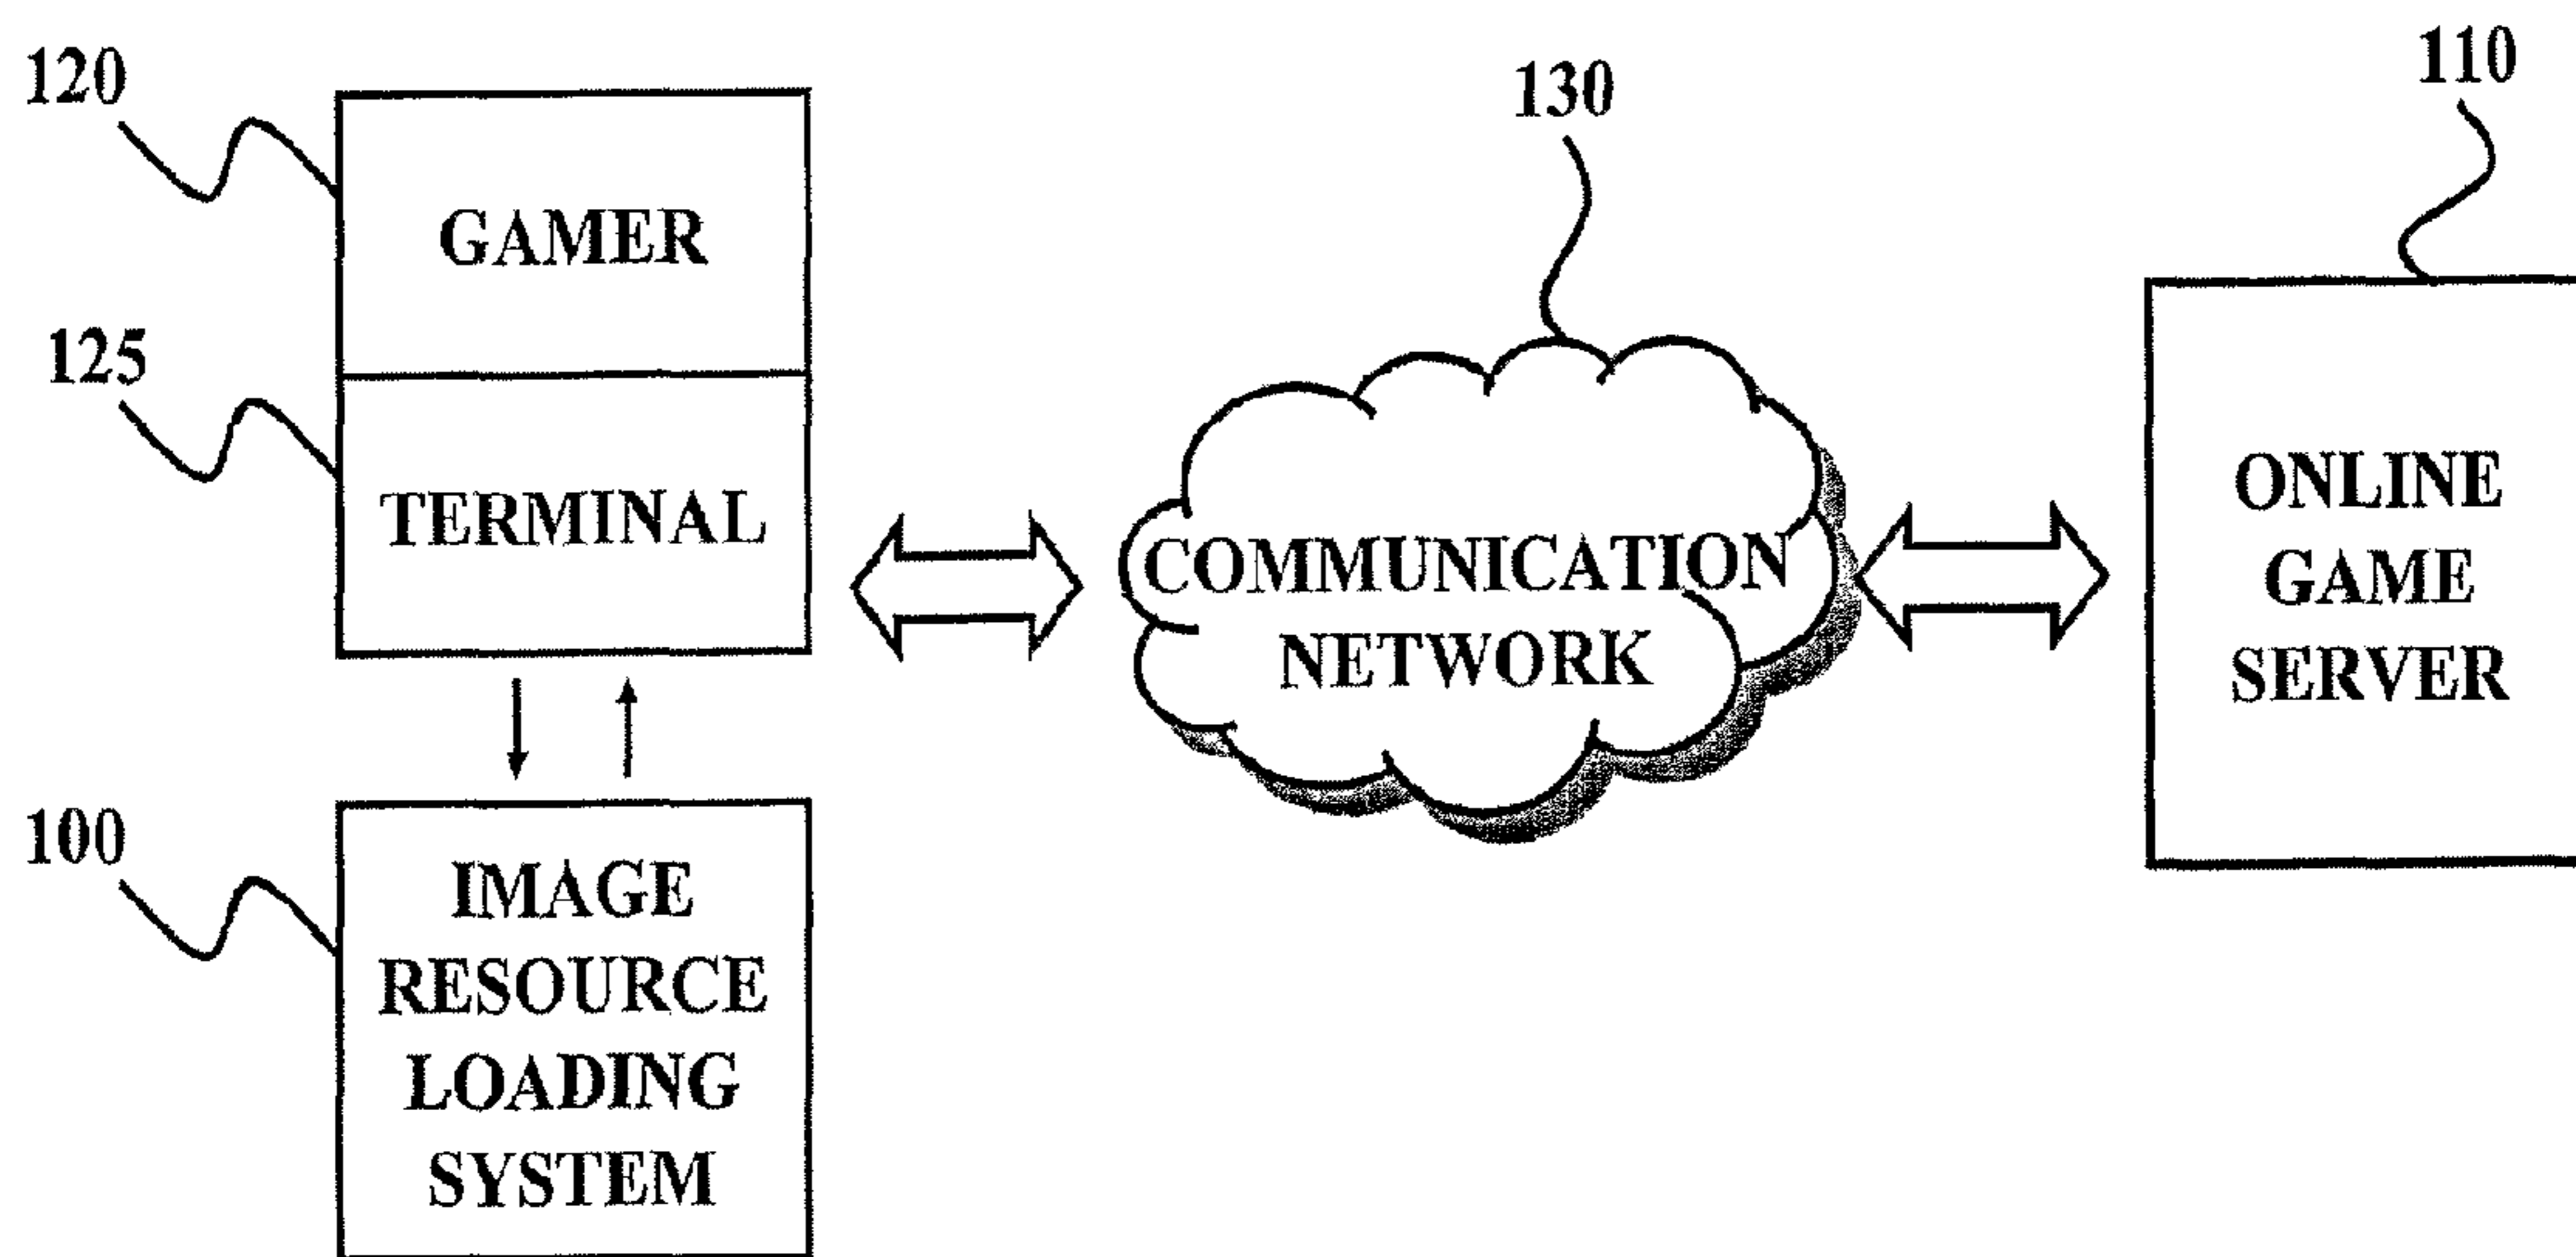 120
GAMER
125
TERMINAL
100
IMAGE
RESOURCE
LOADING
SYSTEM
130
COMMUNICATION
NETWORK
110
ONLINE
GAME
SERVER